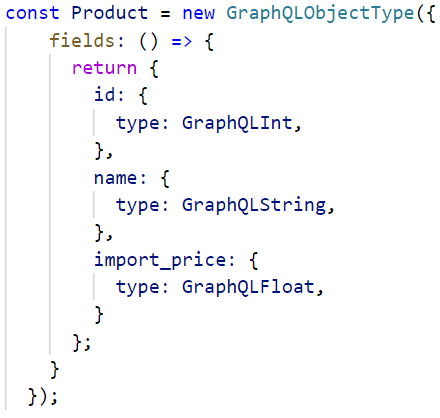 const Product = new GraphQLObjectType({
    fields: () => {
      return {
        id: {
          type: GraphQLInt,
        },
        name: {
          type: GraphQLString,
        },
        import_price: {
          type: GraphQLFloat,
        }
      };
    }
  });